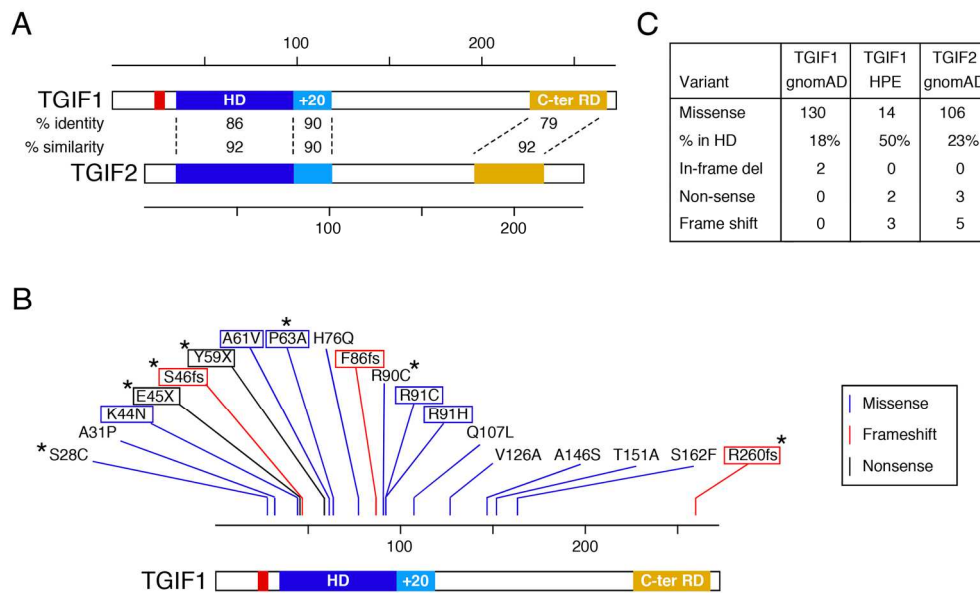 A
100
200
TGIF1
HD
+20
C-ter RD
% identity
86
90
79
% similarity
92
90
92
TGIF2
100
200
C
Variant
TGIF1 gnomAD
TGIF1 HPE
TGIF2 gnomAD
Missense 130 14 106
% in HD 18% 50% 23%
In-frame del 2 0 0
Non-sense 0 2 3
Frame shift 0 3 5
B
A61V
* P63A
H76Q
* Y59X
F86fs
* S46fs
R90C *
* E45X
R91C
K44N
R91H
A31P
Q107L
* S28C
V126A
A146S
T151A
S162F
R260fs *
Missense
Frameshift
Nonsense
100
200
TGIF1
HD
+20
C-ter RD